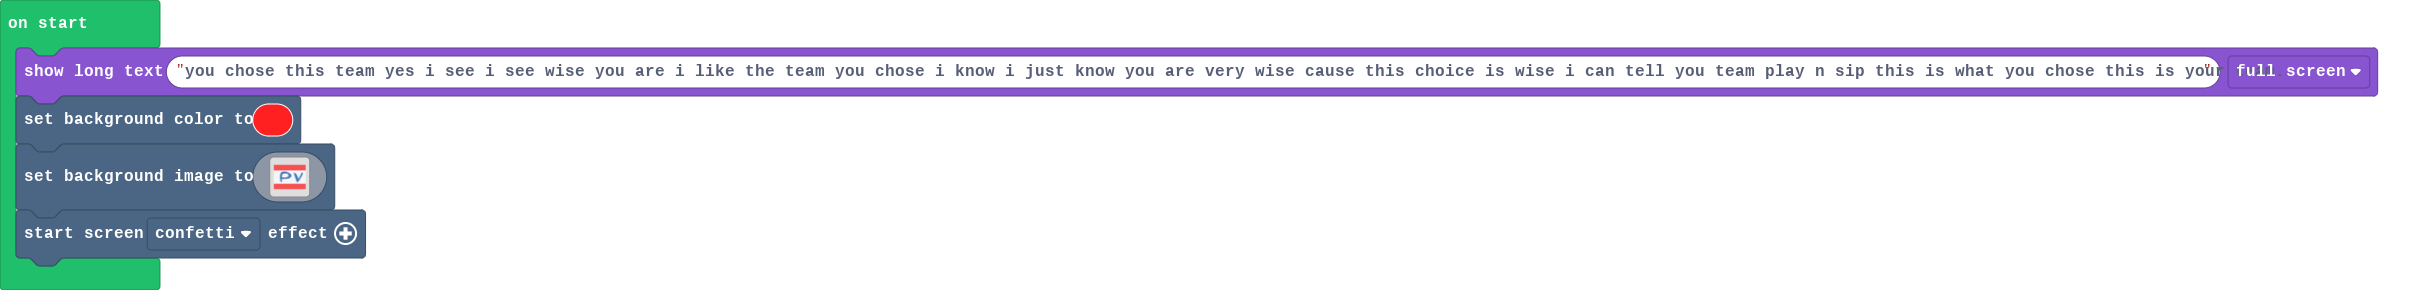 on start
show long text "you chose this team yes i see i see wise you are i like the team you chose i know i just know you are very wise cause this choice is wise i can tell you team play n sip this is what you chose this is your" full screen
set background color to
set background image to PV
start screen confetti effect